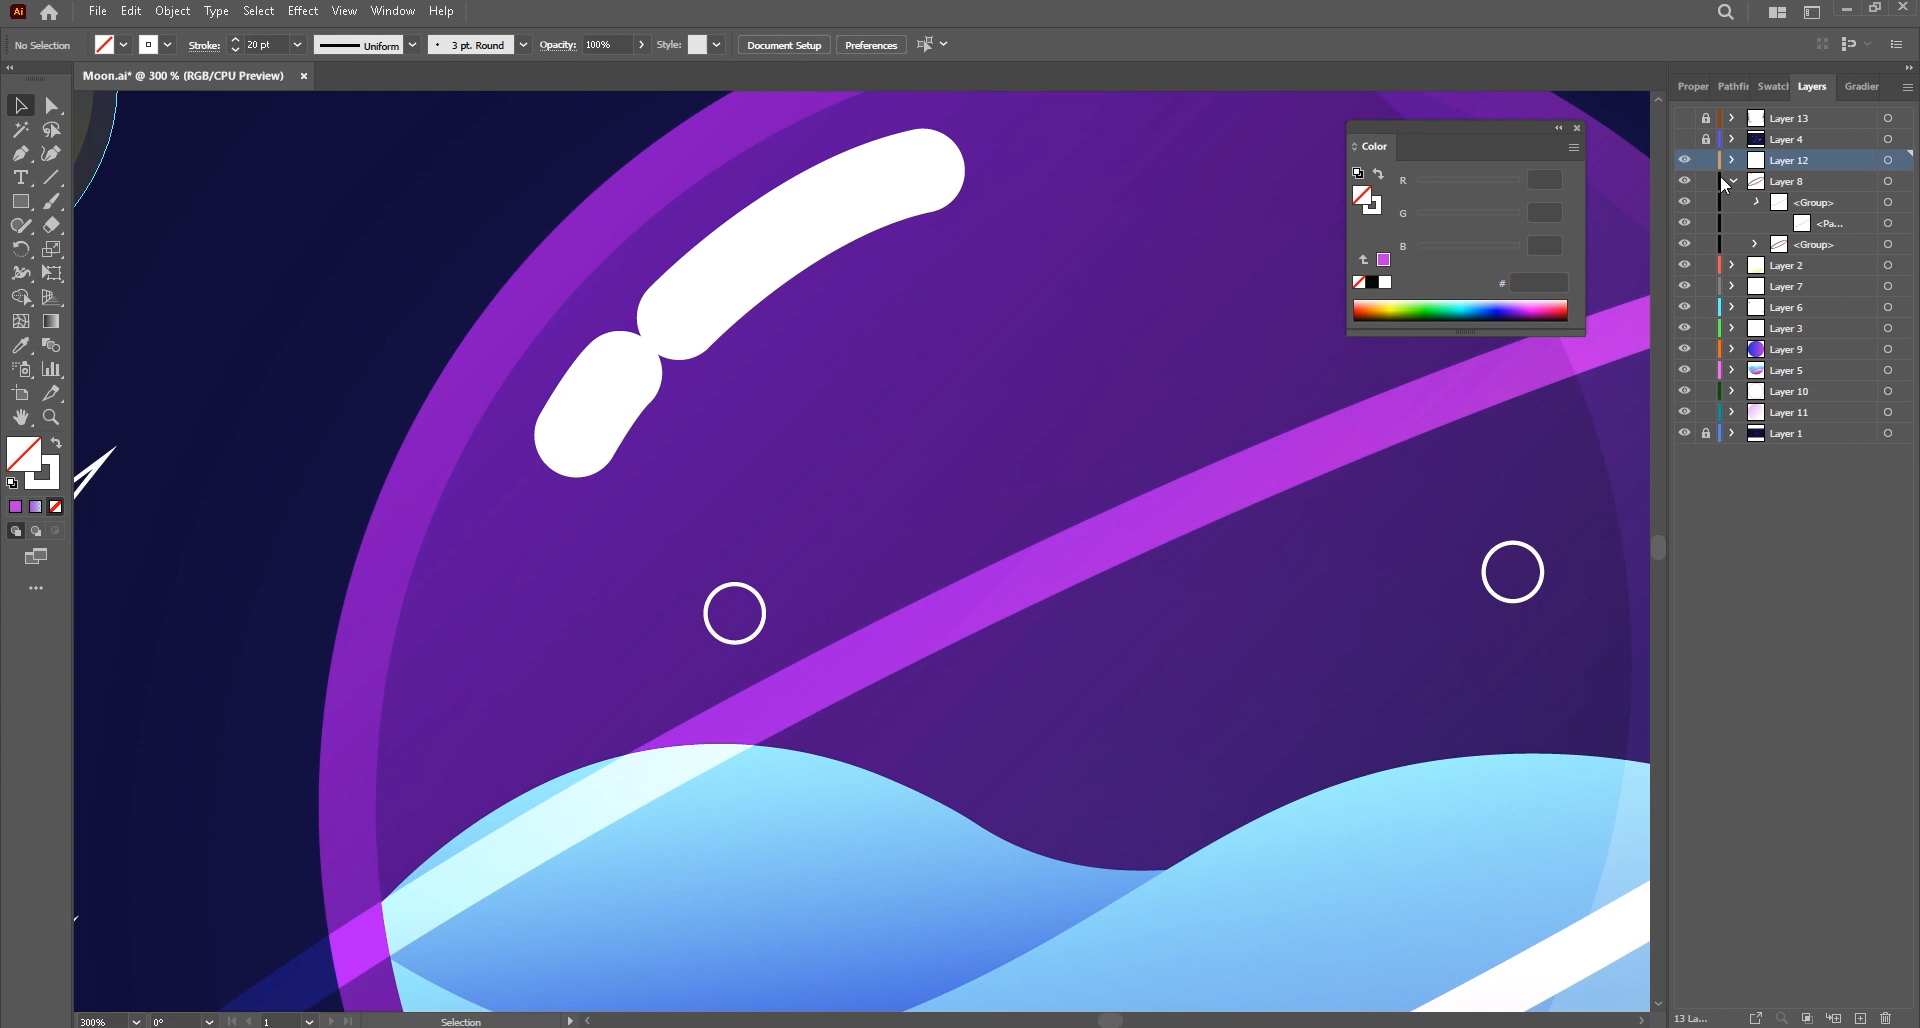 Ai File Edit Object Type Select Effect View Window Help
No Selection Stroke: 20 pt Uniform 3 pt. Round Opacity: 100% Style: Document Setup Preferences
Moon.ai* @ 300 % (RGB/CPU Preview)
Proper Pathfin Swatch Layers Gradier
Layer 13
Layer 4
Layer 12
Layer 8
<Group>
<Pa...
<Group>
Layer 2
Layer 7
Layer 6
Layer 3
Layer 9
Layer 5
Layer 10
Layer 11
Layer 1
Color
R
G
B
#
300% 0° 1 Selection
13 La...